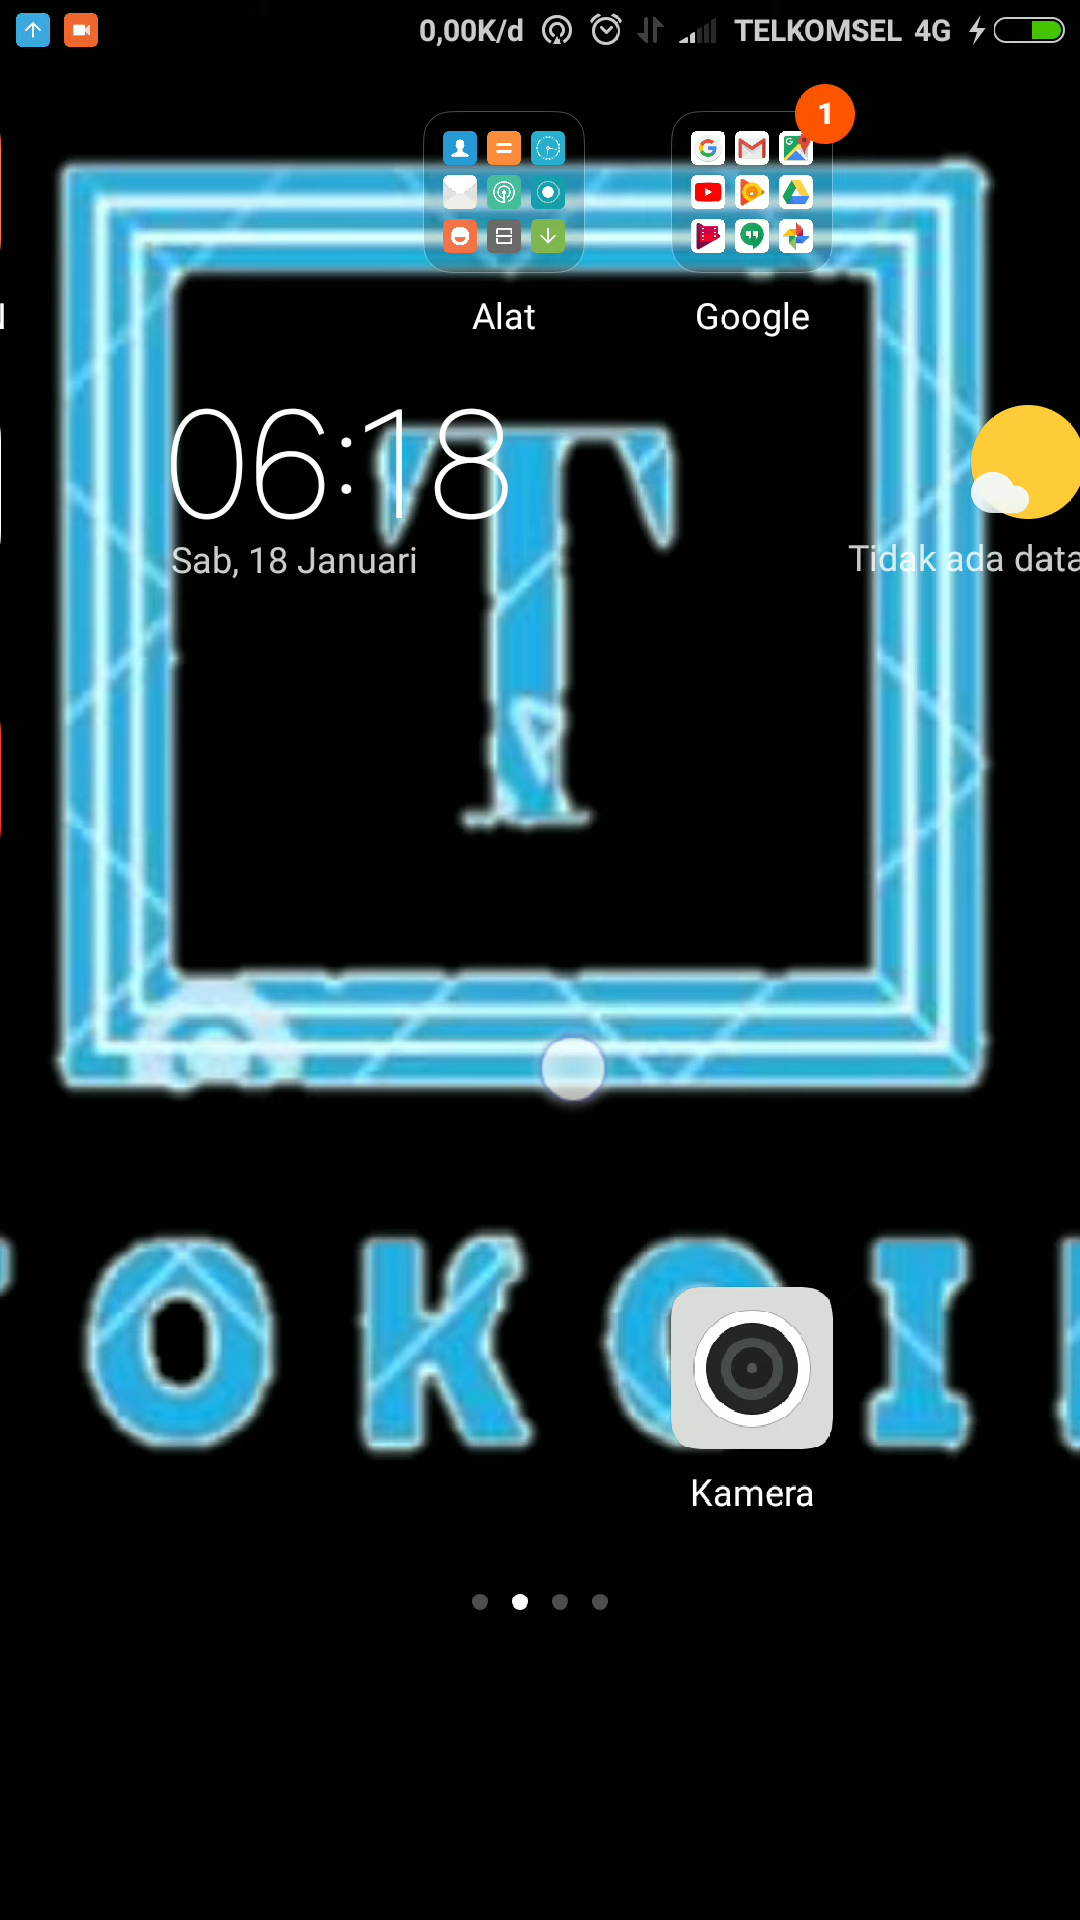 0,00K/d TELKOMSEL 4G
1
Alat
Google
06:18
Sab, 18 Januari
Tidak ada data
T
OKOI
Kamera